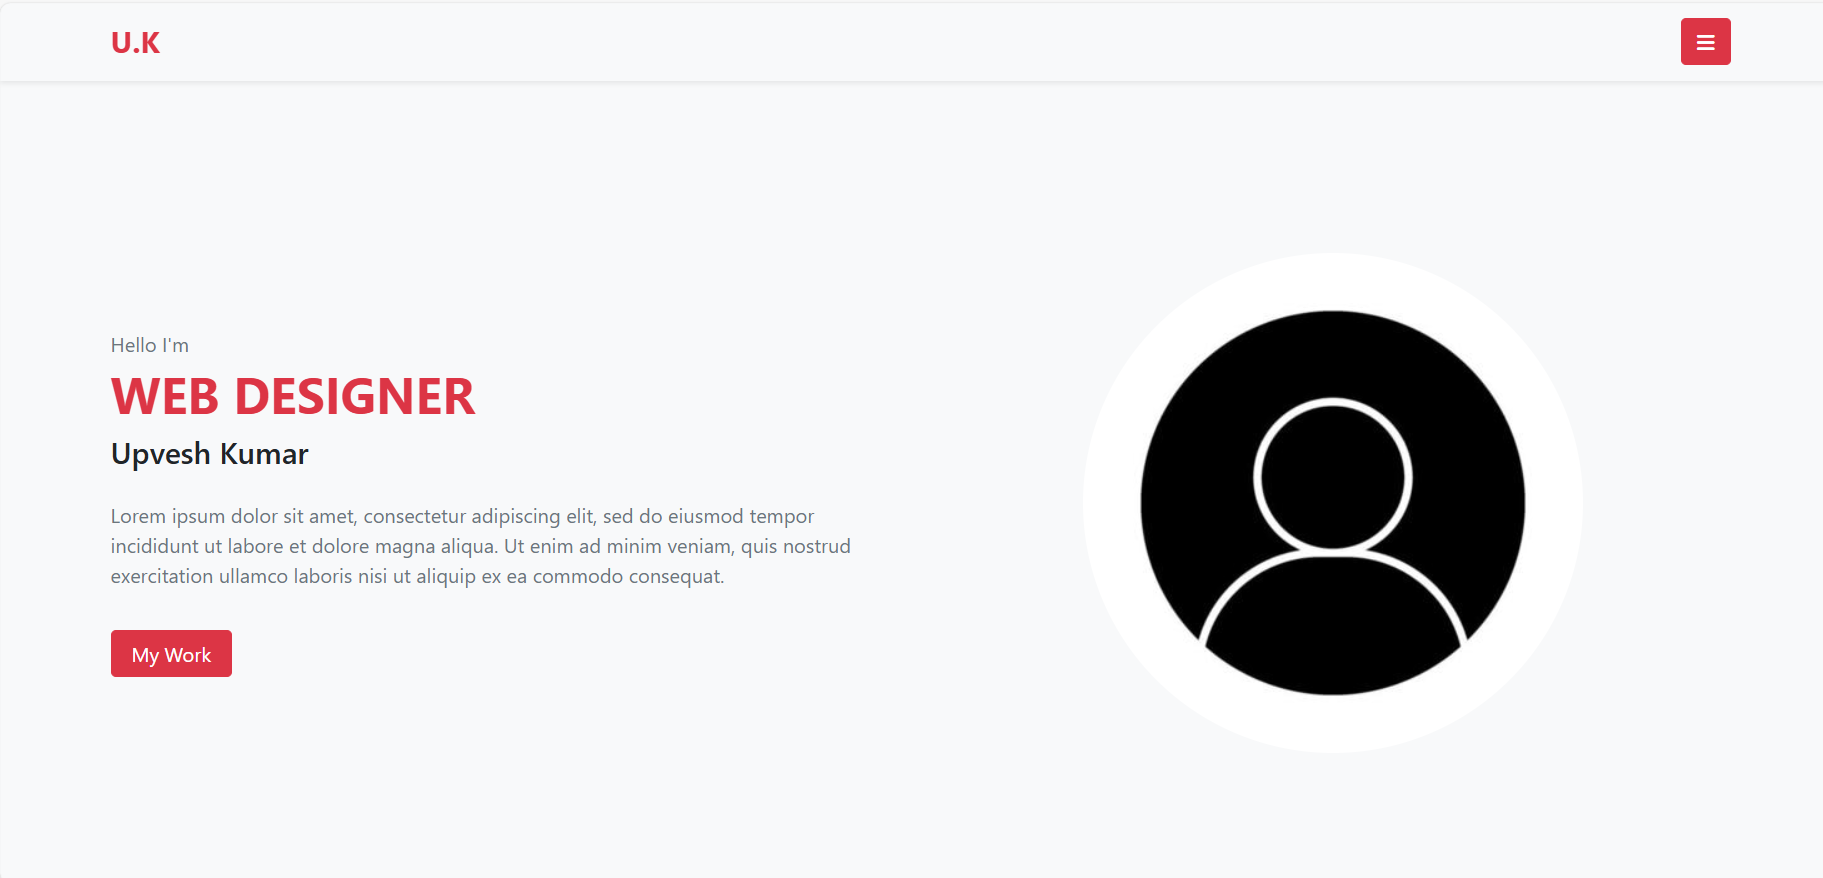 U.K
Hello I'm
WEB DESIGNER
Upvesh Kumar
Lorem ipsum dolor sit amet, consectetur adipiscing elit, sed do eiusmod tempor
incididunt ut labore et dolore magna aliqua. Ut enim ad minim veniam, quis nostrud
exercitation ullamco laboris nisi ut aliquip ex ea commodo consequat.
My Work